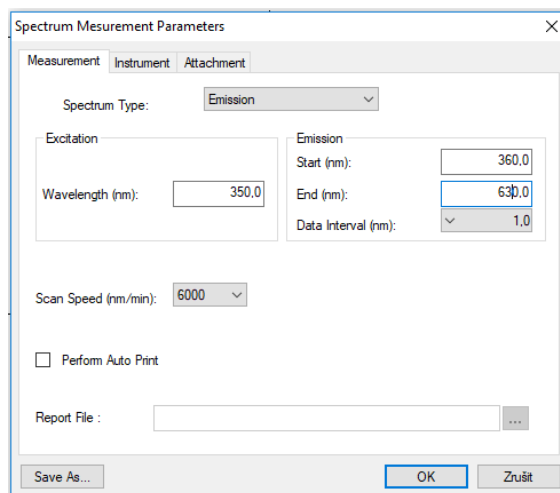 Spectrum Mesurement Parameters
Measurement Instrument Attachment
Spectrum Type: Emission
Excitation
Wavelength (nm): 350,0
Emission
Start (nm): 360,0
End (nm): 630,0
Data Interval (nm): 1,0
Scan Speed (nm/min): 6000
Perform Auto Print
Report File :
...
Save As... OK Zrušit